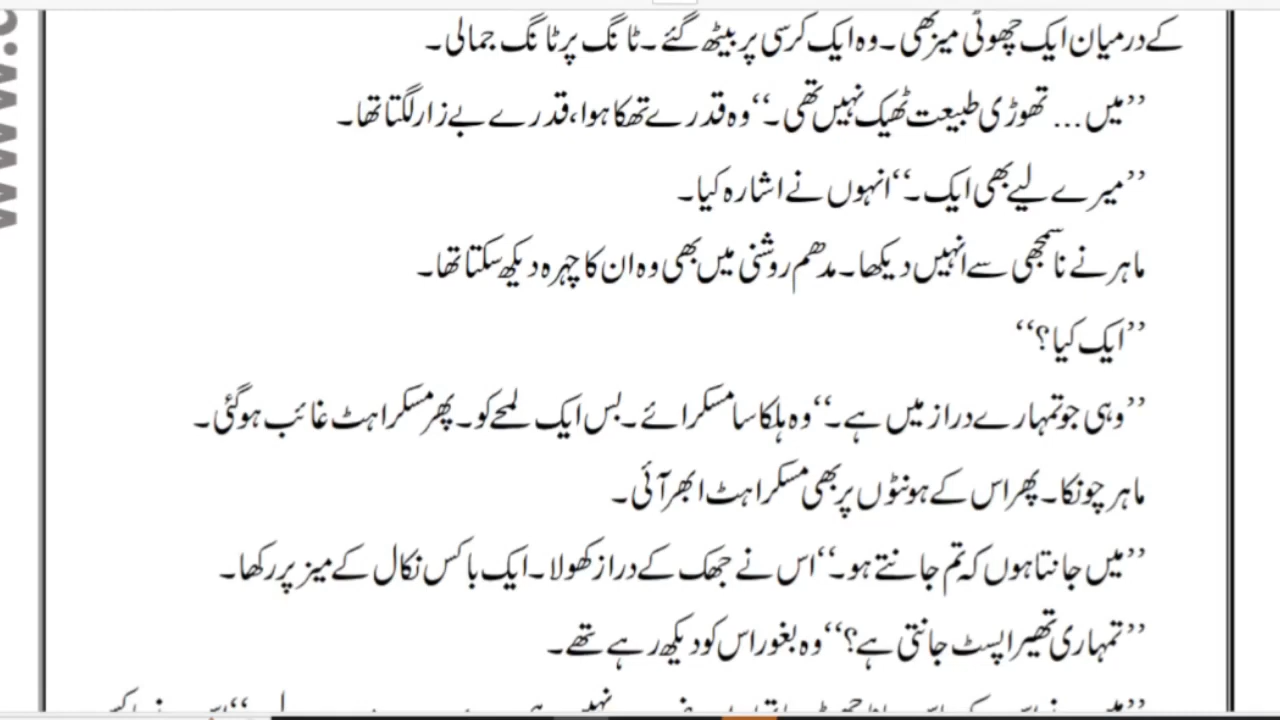 کے درمیان ایک چھوٹی میز تھی۔ وہ ایک کرسی پر بیٹھ گئے۔ ٹانگ پر ٹانگ جمالی۔
’’میں... تھوڑی طبیعت ٹھیک نہیں تھی۔‘‘ وہ قدرے تھکا ہوا، قدرے بے زار لگتا تھا۔
’’میرے لیے بھی ایک۔‘‘ انہوں نے اشارہ کیا۔
ماہر نے ناسمجھی سے انہیں دیکھا۔ مدھم روشنی میں بھی وہ ان کا چہرہ دیکھ سکتا تھا۔
’’ایک کیا؟‘‘
’’وہی جو تمہارے دراز میں ہے۔‘‘ وہ ہلکا سا مسکرائے۔ بس ایک لمحے کو۔ پھر مسکراہٹ غائب ہوگئی۔
ماہر چونکا۔ پھر اس کے ہونٹوں پر بھی مسکراہٹ ابھر آئی۔
’’میں جانتا ہوں کہ تم جانتے ہو۔‘‘ اس نے جھک کے دراز کھولا۔ ایک باکس نکال کے میز پر رکھا۔
’’تمہاری تھیراپسٹ جانتی ہے؟‘‘ وہ بغور اس کو دیکھ رہے تھے۔